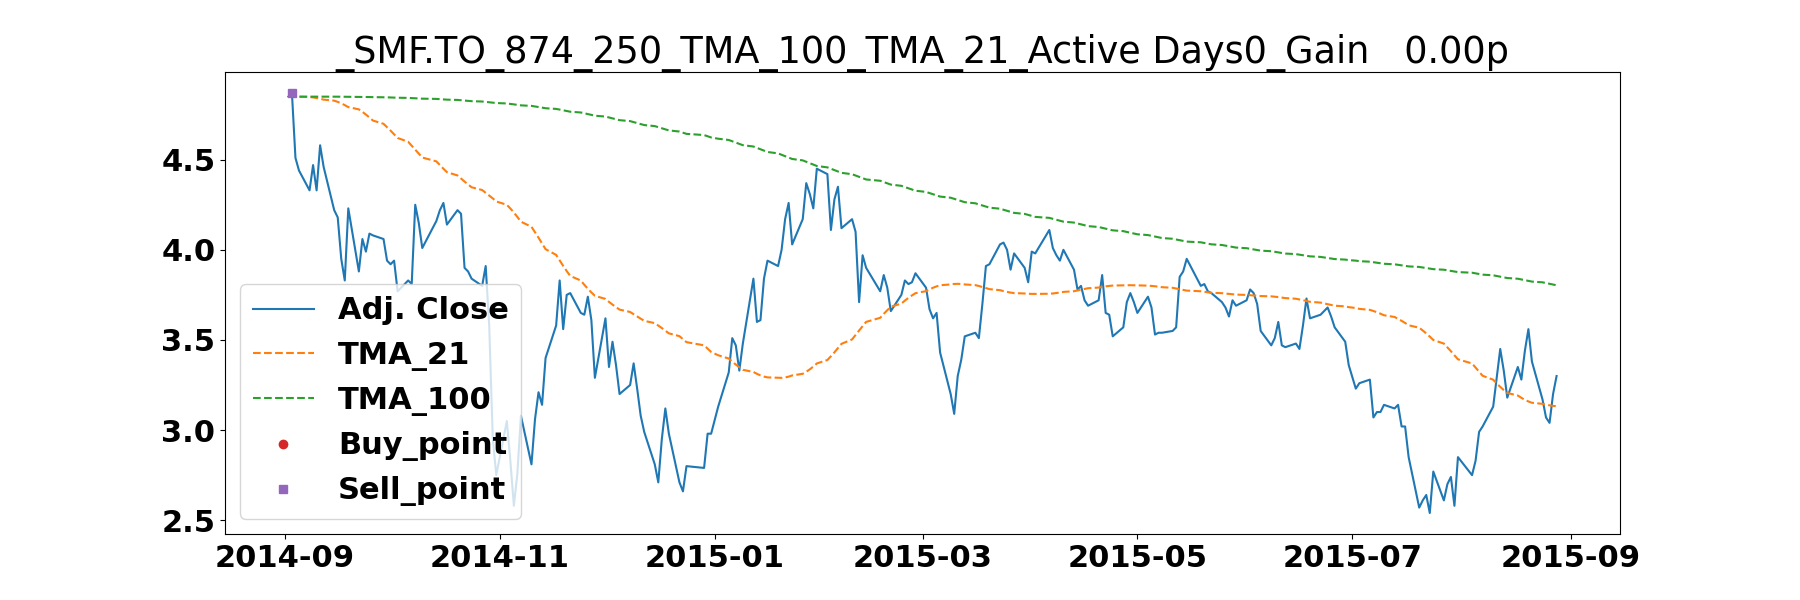 _SMF.TO_874_250_TMA_100_TMA_21_Active Days0_Gain   0.00p
4.5
4.0
3.5
3.0
2.5
Adj. Close
TMA_21
TMA_100
Buy_point
Sell_point
2014-09 2014-11 2015-01 2015-03 2015-05 2015-07 2015-09